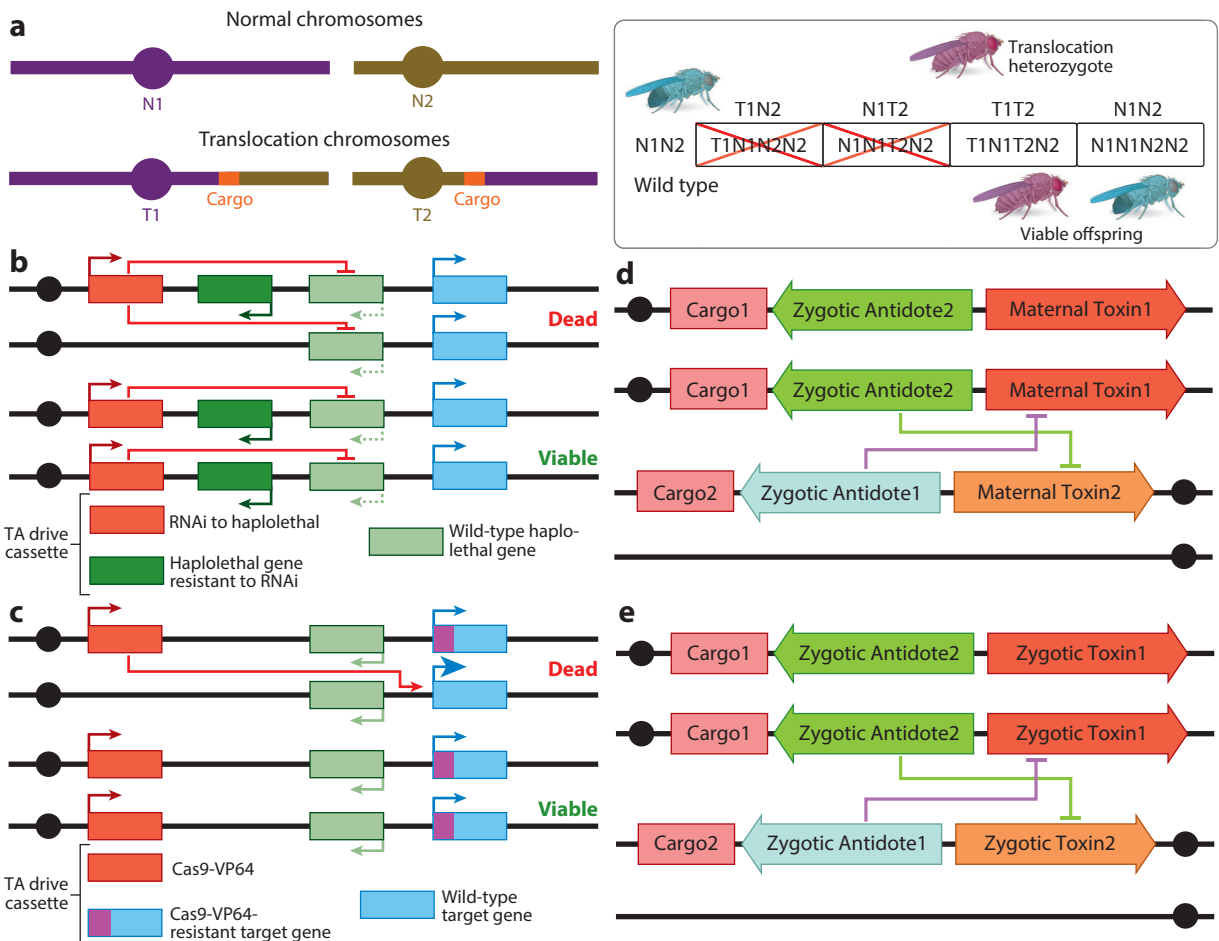 a
Normal chromosomes
N1
N2
Translocation chromosomes
Cargo
Cargo
T1
T2
Translocation
heterozygote
T1N2
N1T2
T1T2
N1N2
N1N2
T1N1N2N2
N1N1T2N2
T1N1T2N2
N1N1N2N2
Wild type
Viable offspring
b
Dead
Viable
TA drive
cassette
RNAi to haplolethal
Haplolethal gene
resistant to RNAi
Wild-type haplo-
lethal gene
c
Dead
Viable
TA drive
cassette
Cas9-VP64
Cas9-VP64-
resistant target gene
Wild-type
target gene
d
Cargo1
Zygotic Antidote2
Maternal Toxin1
Cargo1
Zygotic Antidote2
Maternal Toxin1
Cargo2
Zygotic Antidote1
Maternal Toxin2
e
Cargo1
Zygotic Antidote2
Zygotic Toxin1
Cargo1
Zygotic Antidote2
Zygotic Toxin1
Cargo2
Zygotic Antidote1
Zygotic Toxin2